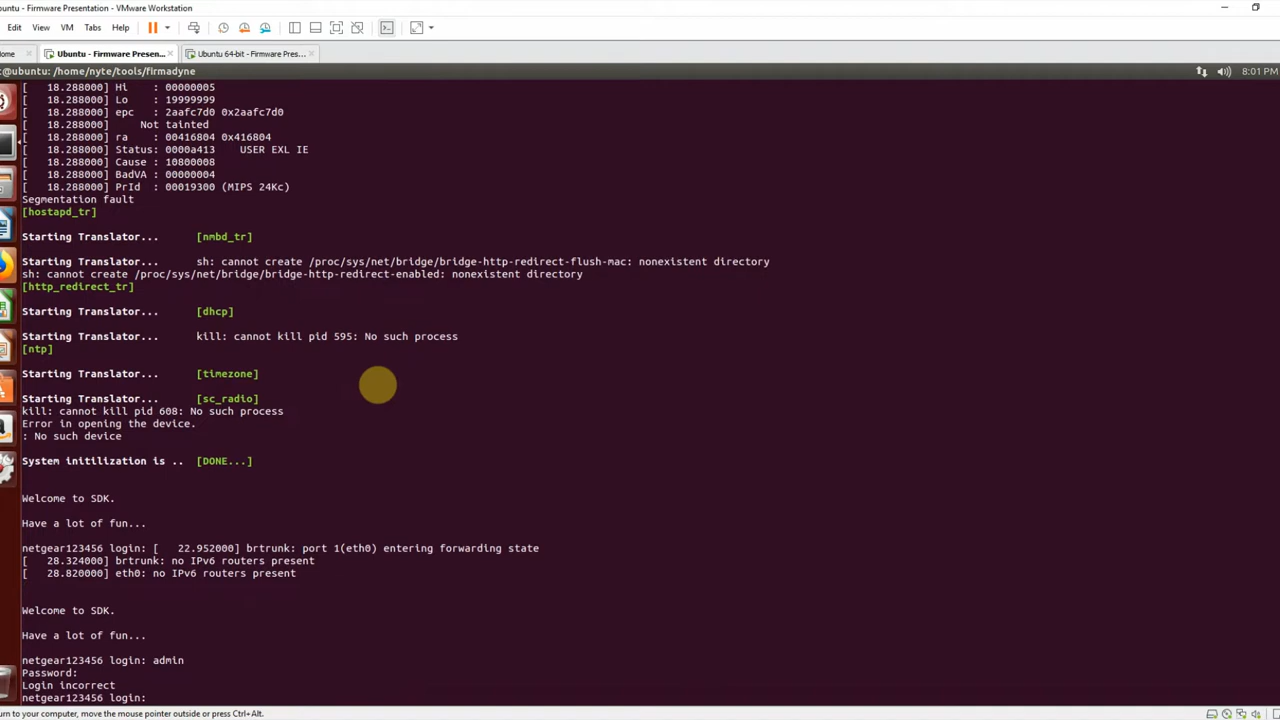 ountu - Firmware Presentation - VMware Workstation
Edit View VM Tabs Help
ome Ubuntu - Firmware Presen... Ubuntu 64-bit - Firmware Pres...
t@ubuntu: /home/nyte/tools/firmadyne 8:01 PM
[ 18.288000] Hi : 00000005
[ 18.288000] Lo : 19999999
[ 18.288000] epc : 2aafc7d0 0x2aafc7d0
[ 18.288000] Not tainted
[ 18.288000] ra : 00416804 0x416804
[ 18.288000] Status: 0000a413 USER EXL IE
[ 18.288000] Cause : 10800008
[ 18.288000] BadVA : 00000004
[ 18.288000] PrId : 00019300 (MIPS 24Kc)
Segmentation fault
[hostapd_tr]
Starting Translator... [nmbd_tr]
Starting Translator... sh: cannot create /proc/sys/net/bridge/bridge-http-redirect-flush-mac: nonexistent directory
sh: cannot create /proc/sys/net/bridge/bridge-http-redirect-enabled: nonexistent directory
[http_redirect_tr]
Starting Translator... [dhcp]
Starting Translator... kill: cannot kill pid 595: No such process
[ntp]
Starting Translator... [timezone]
Starting Translator... [sc_radio]
kill: cannot kill pid 608: No such process
Error in opening the device.
: No such device
System initilization is .. [DONE...]
Welcome to SDK.
Have a lot of fun...
netgear123456 login: [ 22.952000] brtrunk: port 1(eth0) entering forwarding state
[ 28.324000] brtrunk: no IPv6 routers present
[ 28.820000] eth0: no IPv6 routers present
Welcome to SDK.
Have a lot of fun...
netgear123456 login: admin
Password:
Login incorrect
netgear123456 login:
urn to your computer, move the mouse pointer outside or press Ctrl+Alt.